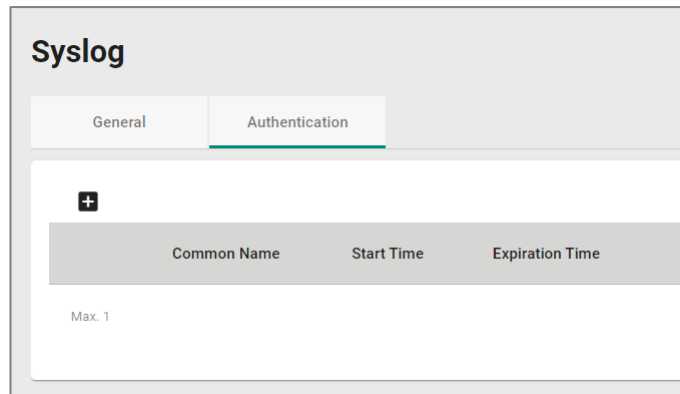 Syslog
General Authentication
Common Name Start Time Expiration Time
Max. 1